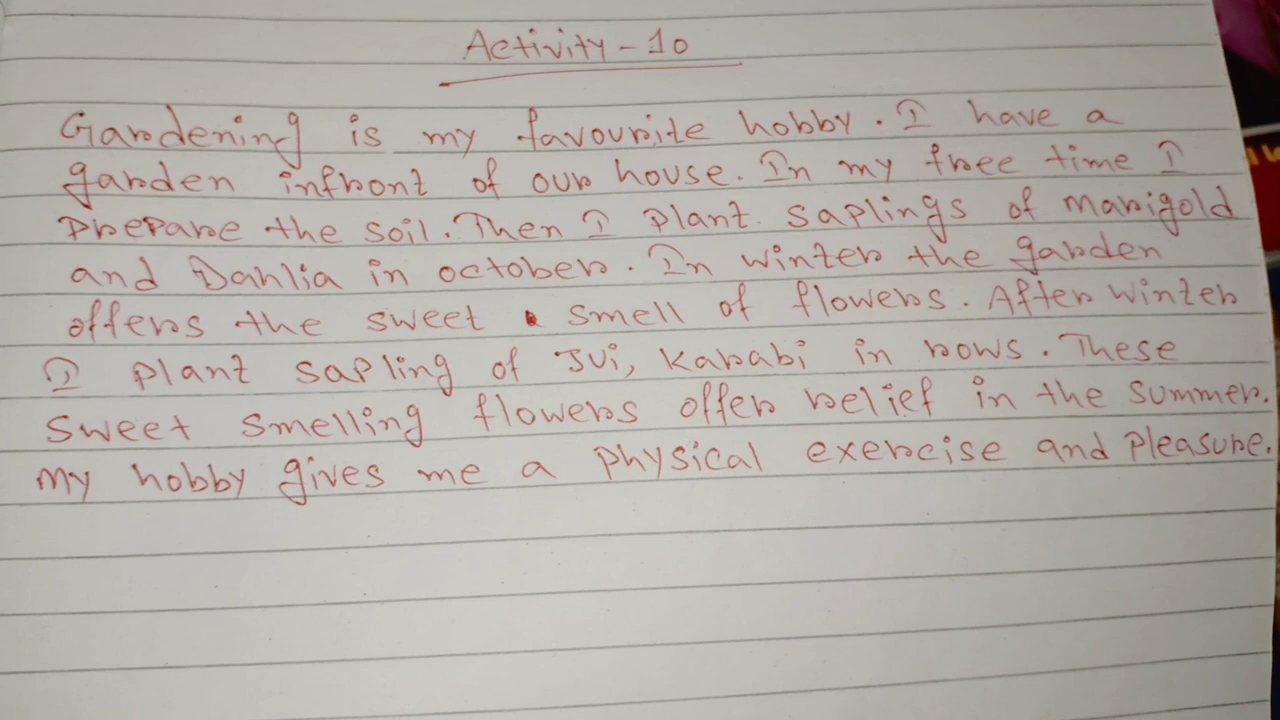 Activity - 10
Gardening is my favourite hobby. I have a
garden infront of our house. In my free time I
prepare the soil. Then I plant saplings of marigold
and Dahlia in october. In winter the garden
offers the sweet smell of flowers. After winter
I plant sapling of Jui, Karabi in rows. These
sweet smelling flowers offer relief in the summer.
My hobby gives me a physical exercise and pleasure.